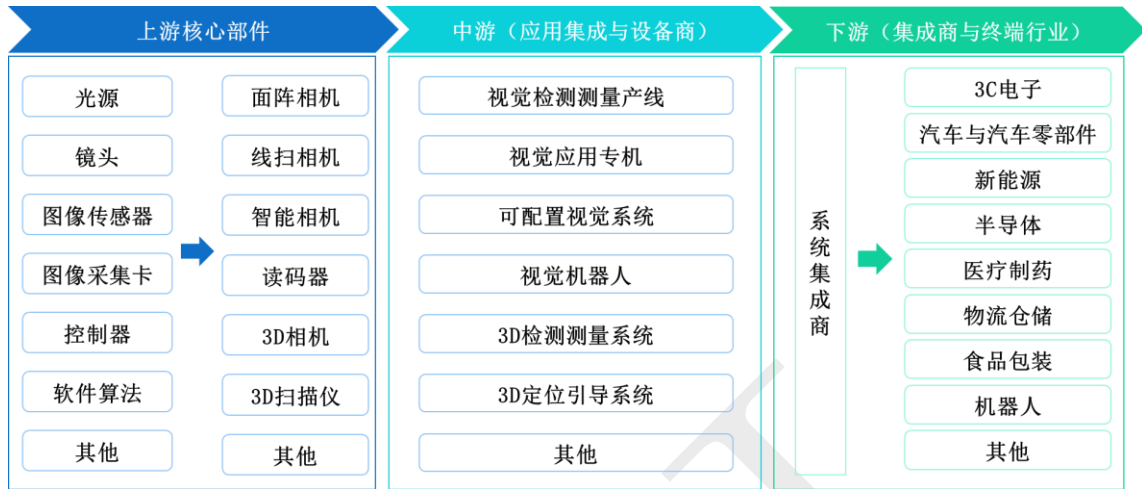 上游核心部件
中游（应用集成与设备商）
下游（集成商与终端行业）
光源
镜头
图像传感器
图像采集卡
控制器
软件算法
其他
面阵相机
线扫相机
智能相机
读码器
3D相机
3D扫描仪
其他
视觉检测测量产线
视觉应用专机
可配置视觉系统
视觉机器人
3D检测测量系统
3D定位引导系统
其他
系统集成商
3C电子
汽车与汽车零部件
新能源
半导体
医疗制药
物流仓储
食品包装
机器人
其他